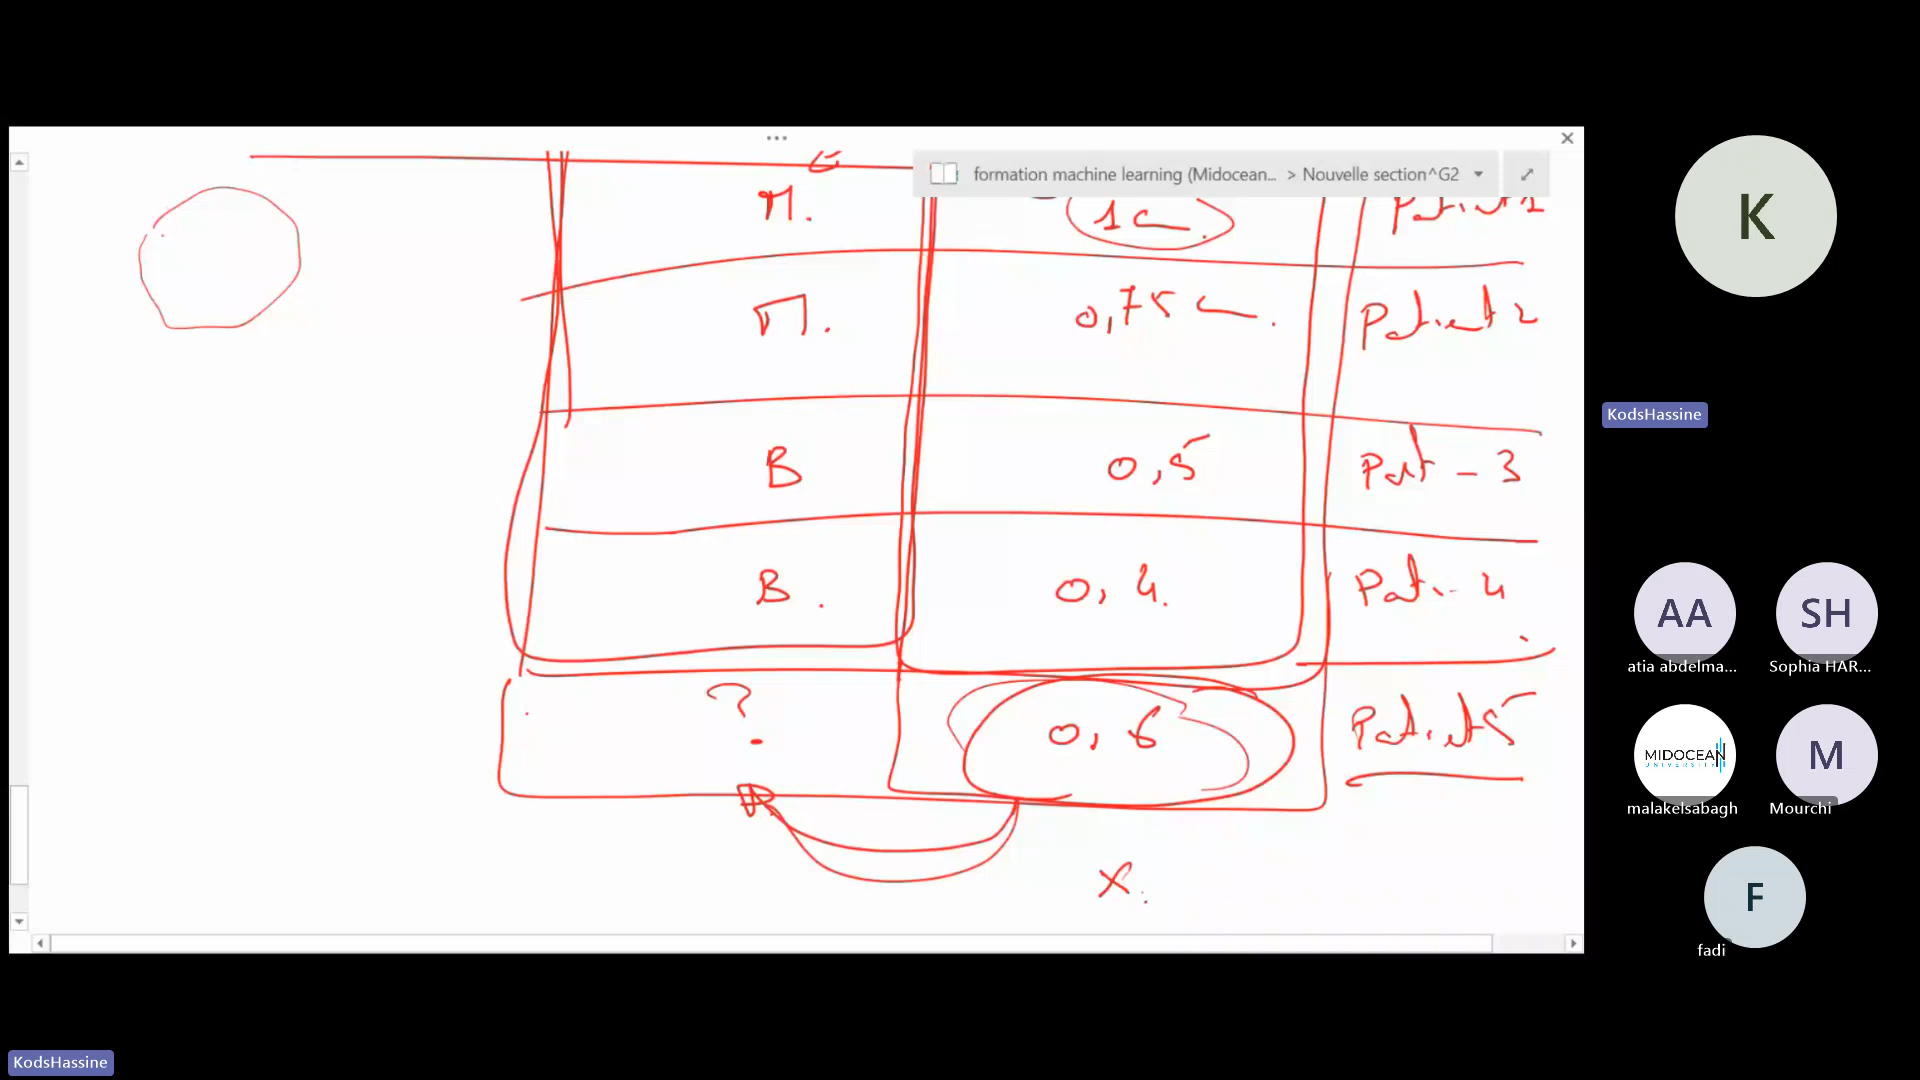 formation machine learning (Midocean... > Nouvelle section^G2
M. 1 c Patient 1
M. 0,75 c Patient 2
B 0,5 Pat - 3
B. 0,4. Pat - 4
? 0,6 Patient 5
X.
K
KodsHassine
AA
SH
atia abdelma...
Sophia HAR...
MIDOCEAN
UNIVERSITY
M
malakelsabagh
Mourchi
F
fadi
KodsHassine